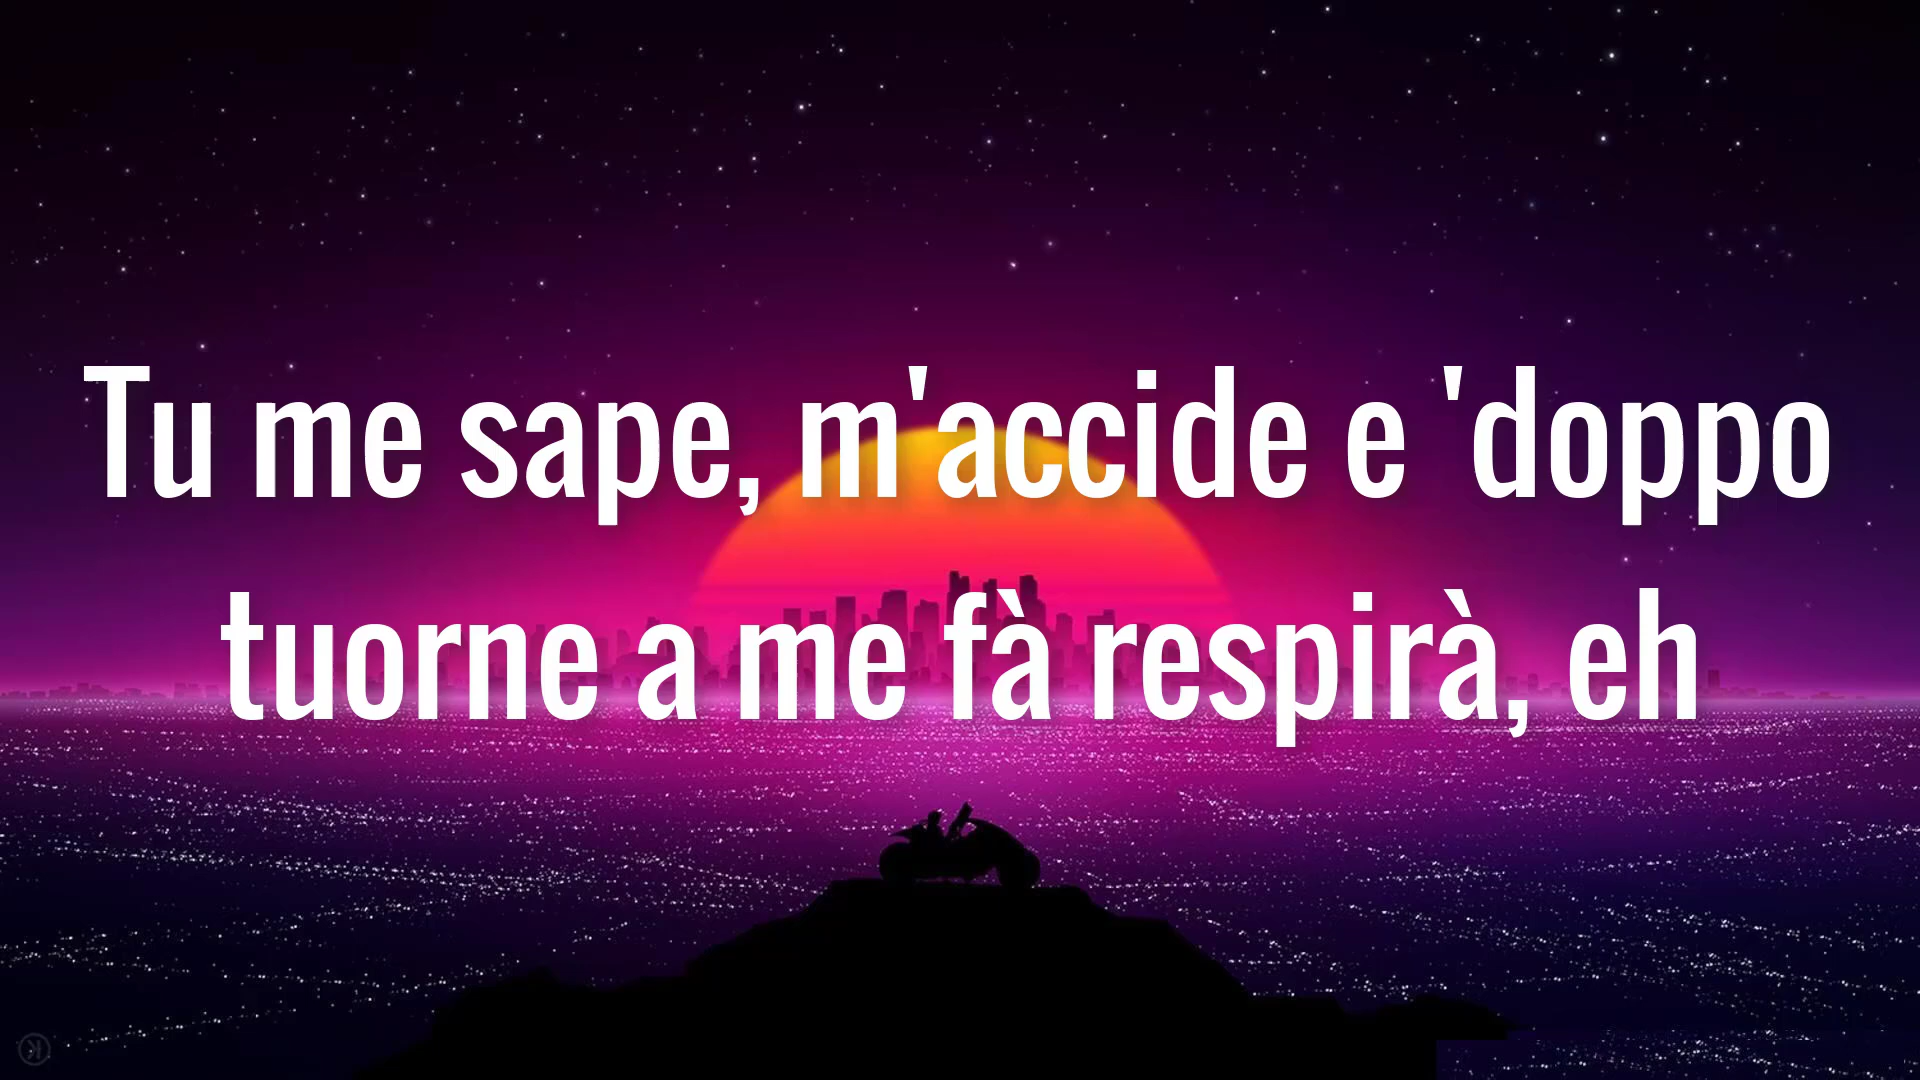 Tu me sape, m'accide e 'doppo
tuorne a me fà respirà, eh